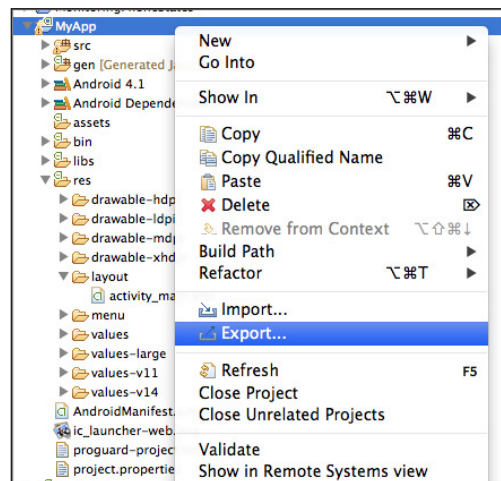 MyApp
src
gen [Generated J
Android 4.1
Android Depende
assets
bin
libs
res
drawable-hdp
drawable-ldpi
drawable-mdp
drawable-xhd
layout
activity_ma
menu
values
values-large
values-v11
values-v14
AndroidManifest.
ic_launcher-web.
proguard-project
project.propertie
New
Go Into
Show In ⌥⌘W
Copy ⌘C
Copy Qualified Name
Paste ⌘V
Delete ⌦
Remove from Context ⌥⇧⌘↓
Build Path
Refactor ⌥⌘T
Import...
Export...
Refresh F5
Close Project
Close Unrelated Projects
Validate
Show in Remote Systems view